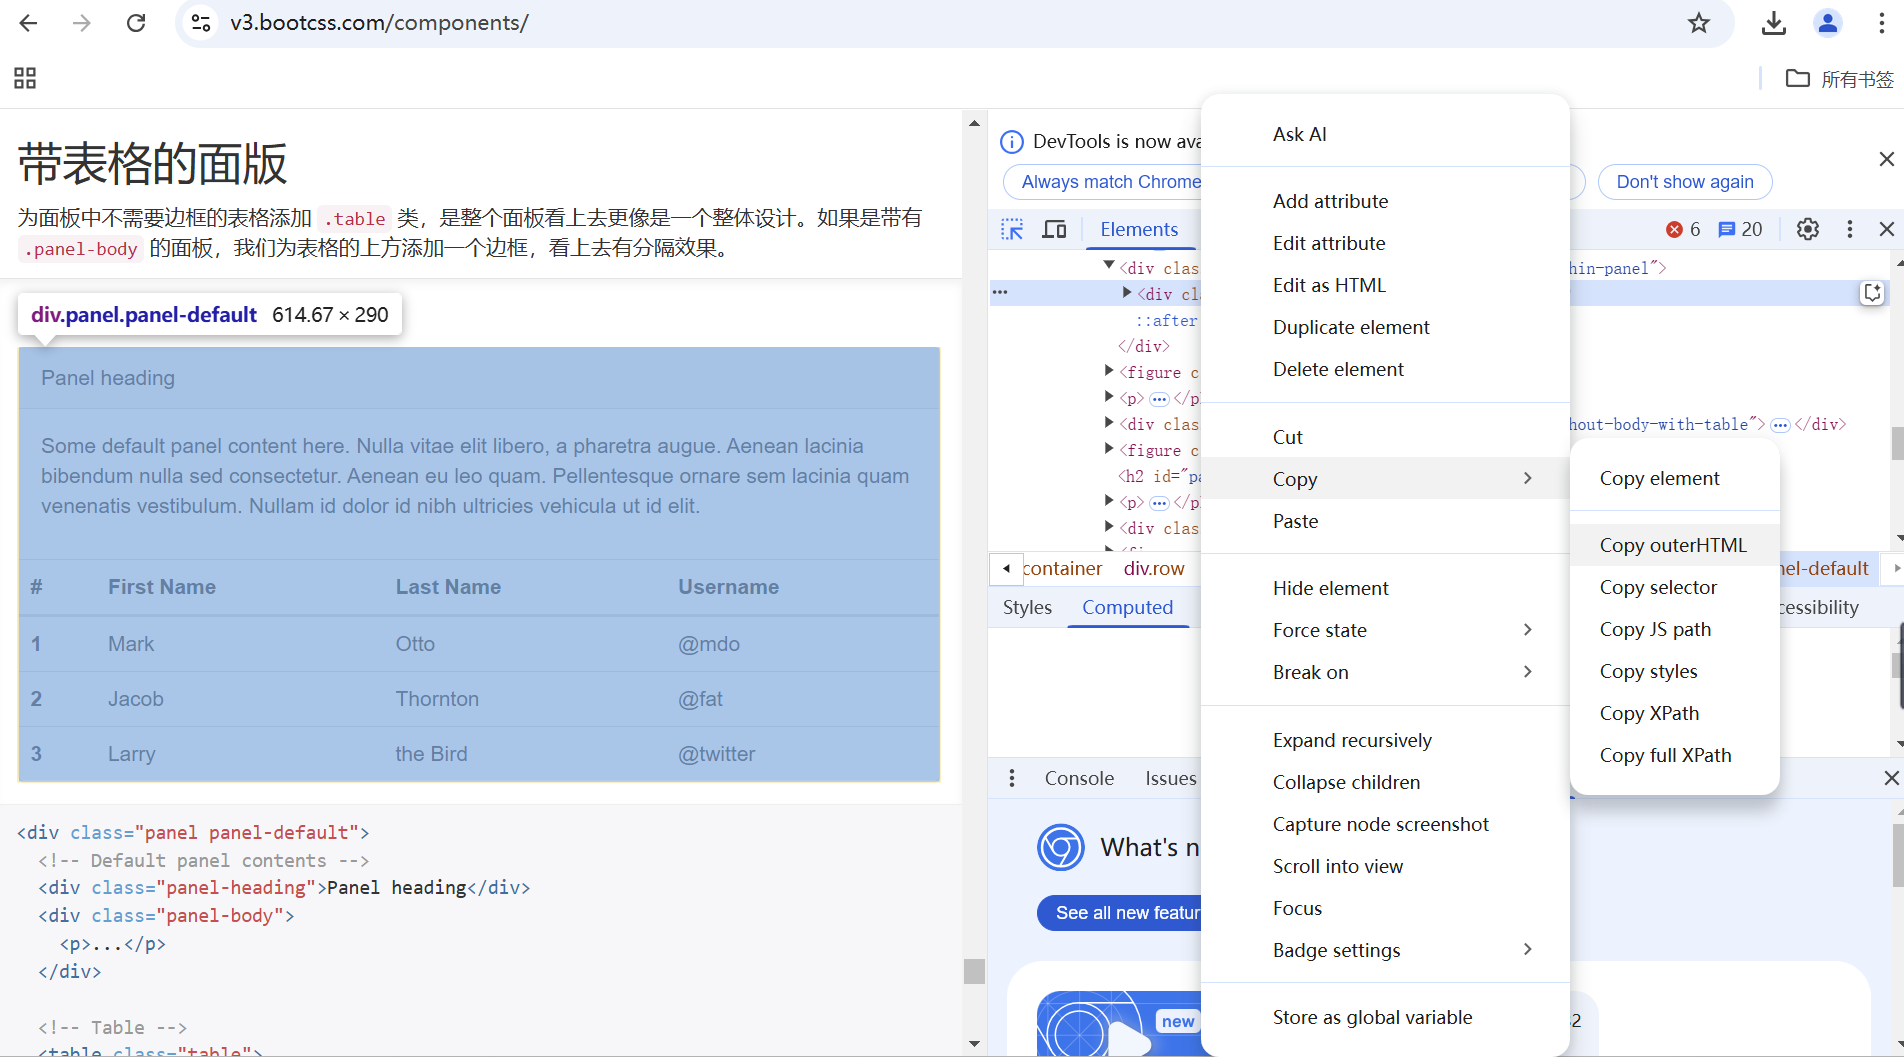 v3.bootcss.com/components/
所有书签
带表格的面版
为面板中不需要边框的表格添加 .table 类，是整个面板看上去更像是一个整体设计。如果是带有
.panel-body 的面板，我们为表格的上方添加一个边框，看上去有分隔效果。
div.panel.panel-default 614.67 × 290
Panel heading
Some default panel content here. Nulla vitae elit libero, a pharetra augue. Aenean lacinia
bibendum nulla sed consectetur. Aenean eu leo quam. Pellentesque ornare sem lacinia quam
venenatis vestibulum. Nullam id dolor id nibh ultricies vehicula ut id elit.
# First Name Last Name Username
1 Mark Otto @mdo
2 Jacob Thornton @fat
3 Larry the Bird @twitter
<div class="panel panel-default">
<!-- Default panel contents -->
<div class="panel-heading">Panel heading</div>
<div class="panel-body">
<p>...</p>
</div>
<!-- Table -->
<table class="table">
DevTools is now ava
Always match Chrome
Don't show again
Elements
6
20
<div clas
hin-panel">
<div cl
::after
</div>
<figure c
<p> ••• </p
<div clas
hout-body-with-table"> ••• </div>
<figure c
<h2 id="pa
<p> ••• </p
<div clas
container div.row
nel-default
Styles Computed
cessibility
Console Issues
What's n
See all new featur
new
Ask AI
Add attribute
Edit attribute
Edit as HTML
Duplicate element
Delete element
Cut
Copy
Paste
Hide element
Force state
Break on
Expand recursively
Collapse children
Capture node screenshot
Scroll into view
Focus
Badge settings
Store as global variable
Copy element
Copy outerHTML
Copy selector
Copy JS path
Copy styles
Copy XPath
Copy full XPath